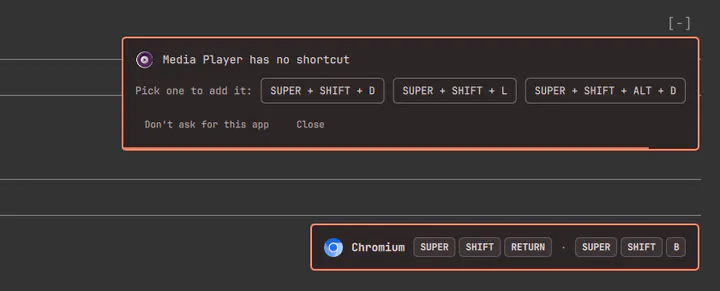 [-]
Media Player has no shortcut
Pick one to add it: SUPER + SHIFT + D SUPER + SHIFT + L SUPER + SHIFT + ALT + D
Don't ask for this app Close
Chromium SUPER SHIFT RETURN · SUPER SHIFT B